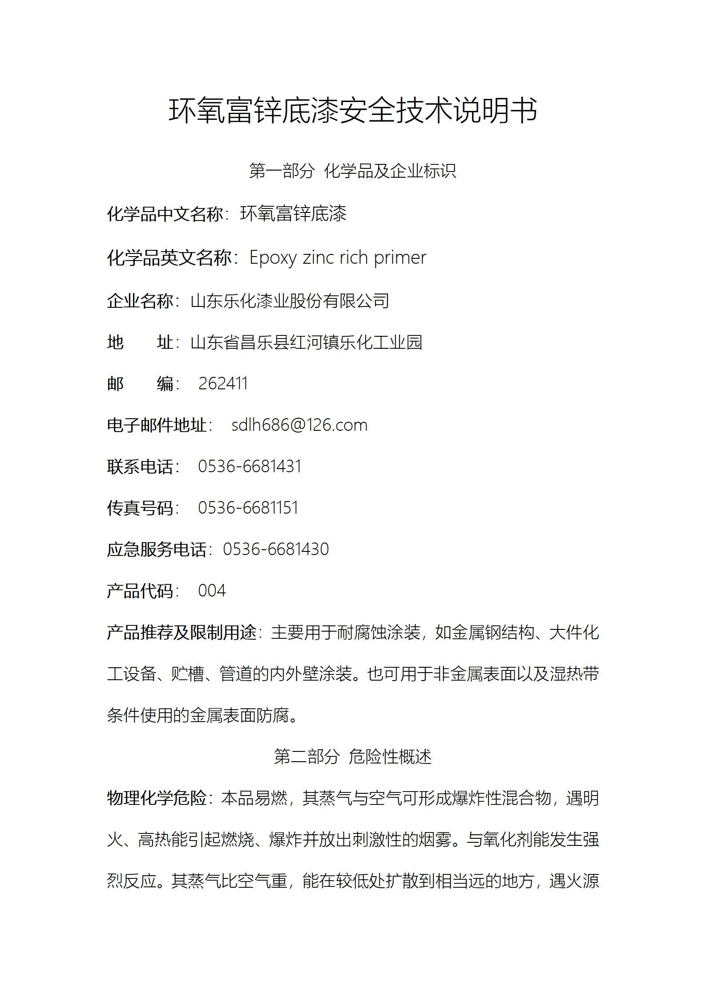 环氧富锌底漆安全技术说明书
第一部分 化学品及企业标识
化学品中文名称：环氧富锌底漆
化学品英文名称：Epoxy zinc rich primer
企业名称：山东乐化漆业股份有限公司
地　　址：山东省昌乐县红河镇乐化工业园
邮　　编： 262411
电子邮件地址： sdlh686@126.com
联系电话： 0536-6681431
传真号码： 0536-6681151
应急服务电话：0536-6681430
产品代码： 004
产品推荐及限制用途：主要用于耐腐蚀涂装，如金属钢结构、大件化
工设备、贮槽、管道的内外壁涂装。也可用于非金属表面以及湿热带
条件使用的金属表面防腐。
第二部分 危险性概述
物理化学危险：本品易燃，其蒸气与空气可形成爆炸性混合物，遇明
火、高热能引起燃烧、爆炸并放出刺激性的烟雾。与氧化剂能发生强
烈反应。其蒸气比空气重，能在较低处扩散到相当远的地方，遇火源